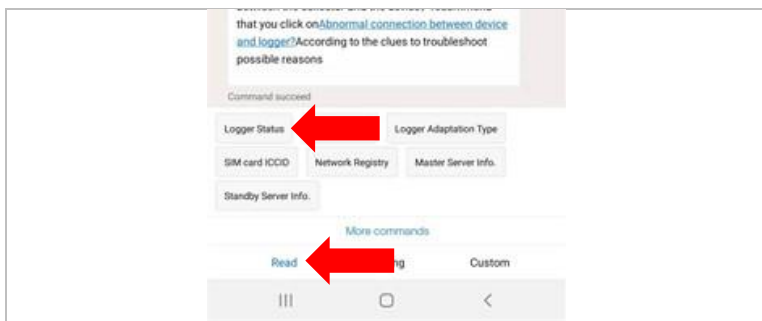 that you click onAbnormal connection between device
and logger?According to the clues to troubleshoot
possible reasons
Command succeed
Logger Status Logger Adaptation Type
SIM card ICCID Network Registry Master Server Info.
Standby Server Info.
More commands
Read ng Custom